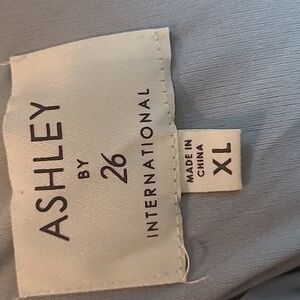 ASHLEY
BY
26
INTERNATIONAL
MADE IN
CHINA
XL